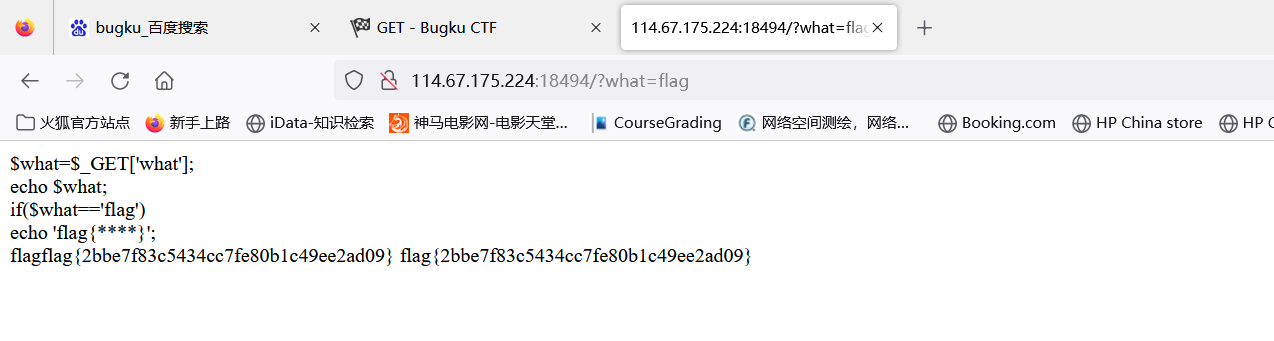 bugku_百度搜索
GET - Bugku CTF
114.67.175.224:18494/?what=flag
114.67.175.224:18494/?what=flag
火狐官方站点 新手上路 iData-知识检索 神马电影网-电影天堂... CourseGrading 网络空间测绘，网络... Booking.com HP China store HP
$what=$_GET['what'];
echo $what;
if($what=='flag')
echo 'flag{****}';
flagflag{2bbe7f83c5434cc7fe80b1c49ee2ad09} flag{2bbe7f83c5434cc7fe80b1c49ee2ad09}